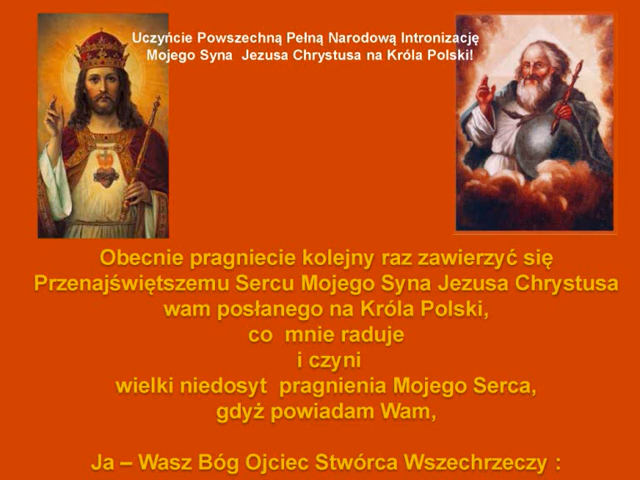 Uczyńcie Powszechną Pełną Narodową Intronizację
Mojego Syna  Jezusa Chrystusa na Króla Polski!
Obecnie pragniecie kolejny raz zawierzyć się
Przenajświętszemu Sercu Mojego Syna Jezusa Chrystusa
wam posłanego na Króla Polski,
co  mnie raduje
i czyni
wielki niedosyt  pragnienia Mojego Serca,
gdyż powiadam Wam,
Ja – Wasz Bóg Ojciec Stwórca Wszechrzeczy :